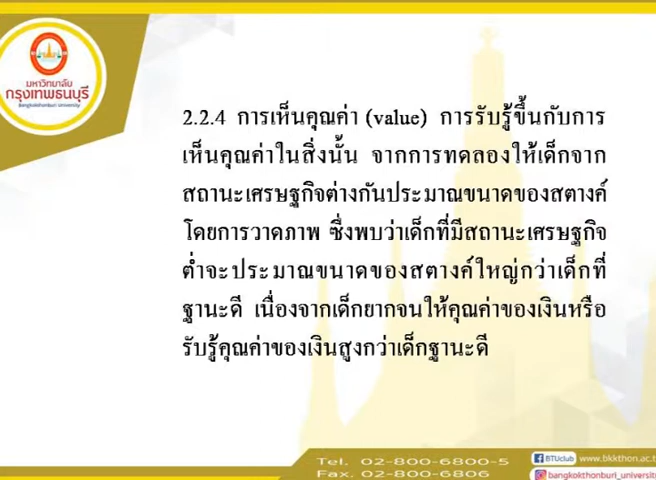 มหาวิทยาลัย
กรุงเทพธนบุรี
Bangkokthonburi University
2.2.4 การเห็นคุณค่า (value) การรับรู้ขึ้นกับการ
เห็นคุณค่าในสิ่งนั้น จากการทดลองให้เด็กจาก
สถานะเศรษฐกิจต่างกันประมาณขนาดของสตางค์
โดยการวาดภาพ ซึ่งพบว่าเด็กที่มีสถานะเศรษฐกิจ
ต่ำจะประมาณขนาดของสตางค์ใหญ่กว่าเด็กที่
ฐานะดี เนื่องจากเด็กยากจนให้คุณค่าของเงินหรือ
รับรู้คุณค่าของเงินสูงกว่าเด็กฐานะดี
Tel. 02-800-6800-5
Fax. 02-800-6806
BTUclub www.bkkthon.ac.t
bangkokthonburi_university